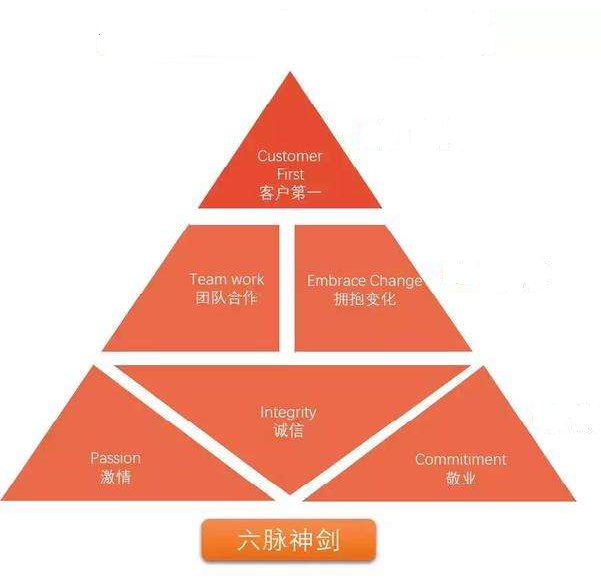 Customer
First
客户第一
Team work
团队合作
Embrace Change
拥抱变化
Integrity
诚信
Passion
激情
Commitiment
敬业
六脉神剑